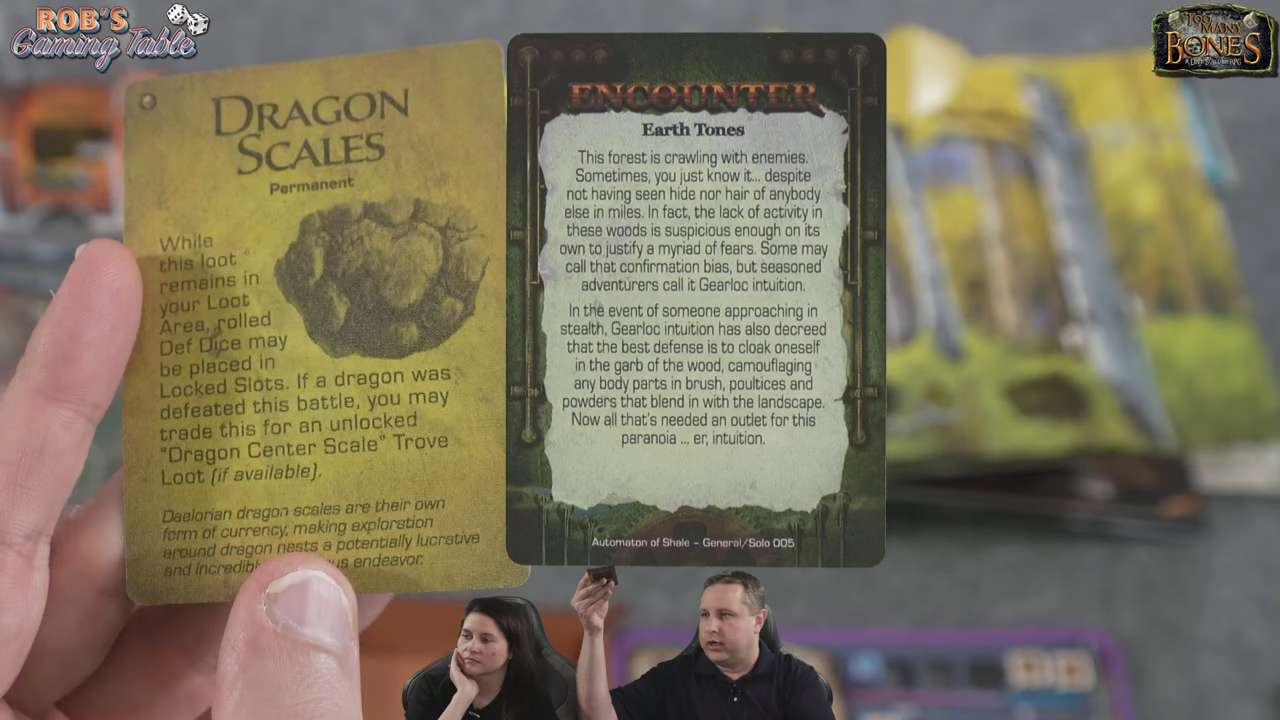 ROB'S
Gaming Table
TOO
MANY
BONES
DRAGON
SCALES
Permanent
While
this loot
remains in
your Loot
Area, rolled
Def Dice may
be placed in
Locked Slots. If a dragon was
defeated this battle, you may
trade this for an unlocked
"Dragon Center Scale" Trove
Loot (if available).
Daelorian dragon scales are their own
form of currency, making exploration
around dragon nests a potentially lucrative
and endeavor.
ENCOUNTER
Earth Tones
This forest is crawling with enemies.
Sometimes, you just know it... despite
not having seen hide nor hair of anybody
else in miles. In fact, the lack of activity in
these woods is suspicious enough on its
own to justify a myriad of fears. Some may
call that confirmation bias, but seasoned
adventurers call it Gearloc intuition.
In the event of someone approaching in
stealth, Gearloc intuition has also decreed
that the best defense is to cloak oneself
in the garb of the wood, camouflaging
any body parts in brush, poultices and
powders that blend in with the landscape.
Now all that's needed an outlet for this
paranoia ... er, intuition.
Automaton of Shale - General/Solo 005